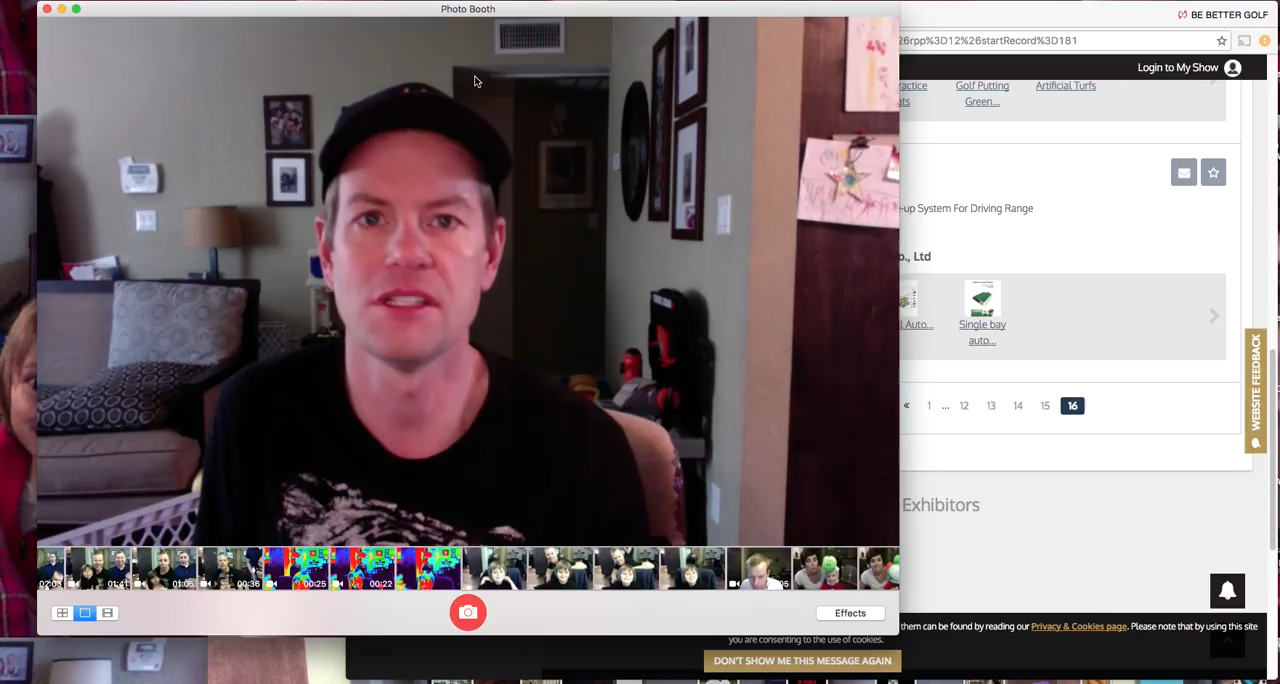 Photo Booth
BE BETTER GOLF
26rpp%3D12%26startRecord%3D181
Login to My Show
Golf Putting
Green...
Artificial Turfs
-up System For Driving Range
o., Ltd
Auto...
Single bay
auto...
« 1 ... 12 13 14 15 16
WEBSITE FEEDBACK
Exhibitors
02:03
01:41
01:05
00:36
00:25
00:22
Effects
them can be found by reading our Privacy & Cookies page. Please note that by using this site
you are consenting to the use of cookies.
Media
DON'T SHOW ME THIS MESSAGE AGAIN